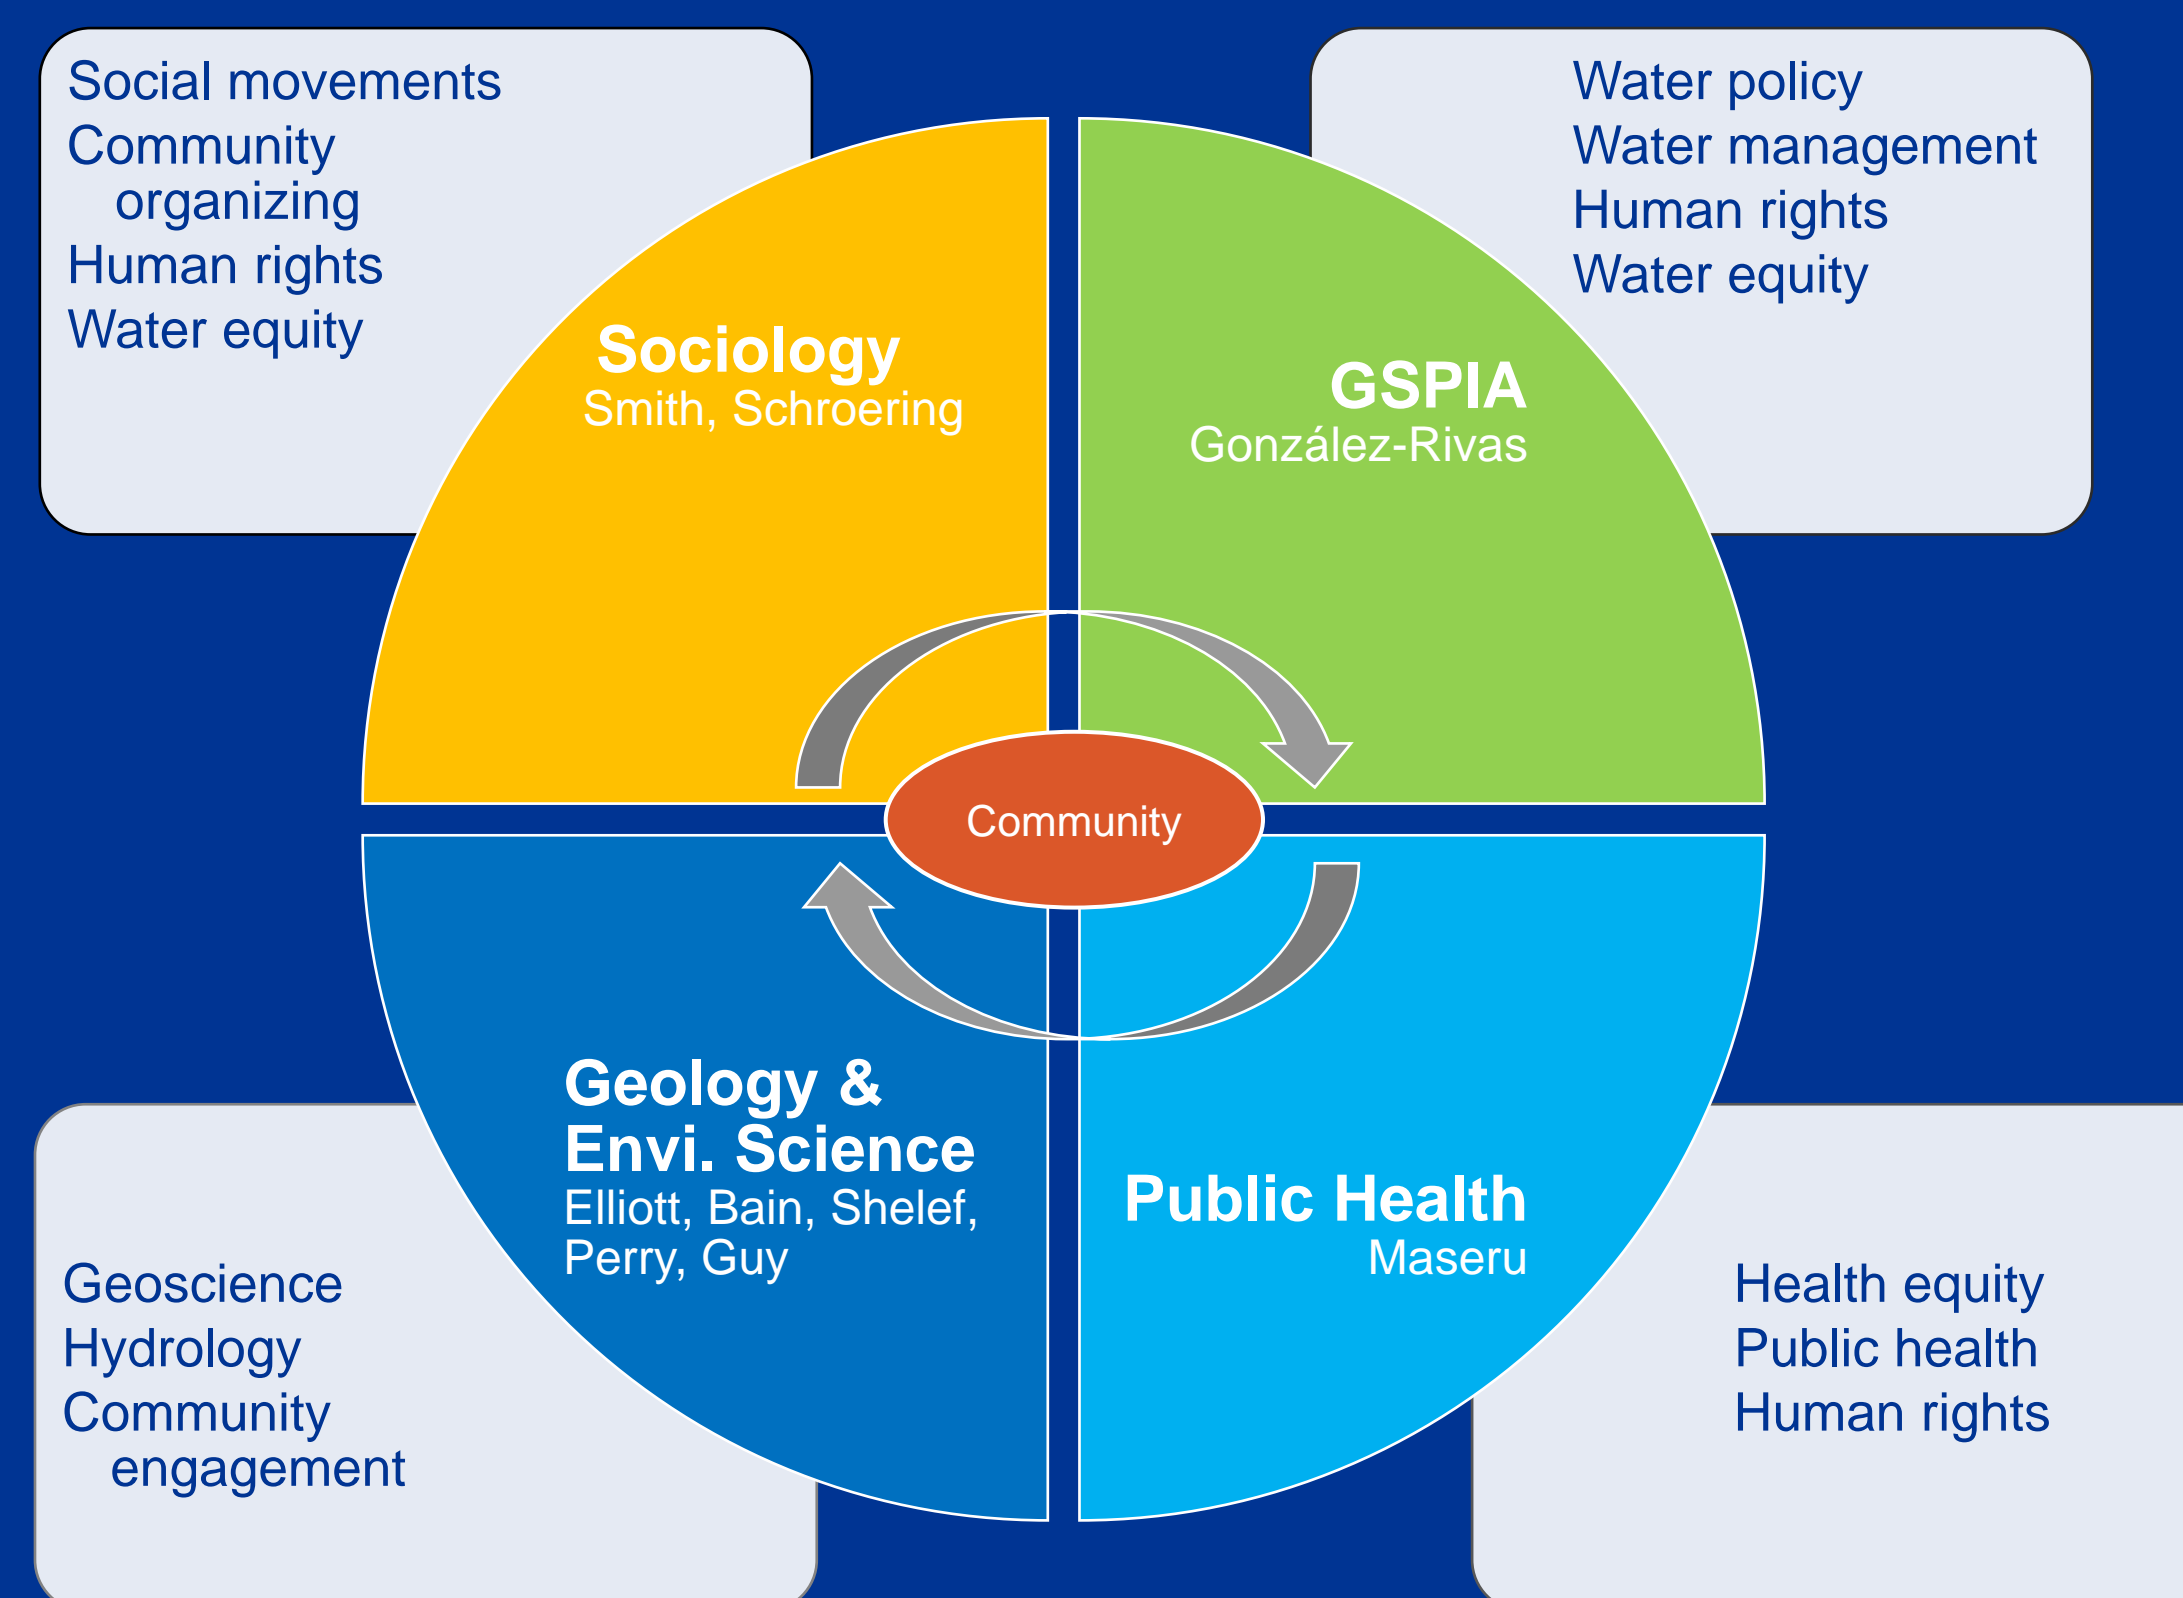 Social movements
Community
organizing
Human rights
Water equity
Water policy
Water management
Human rights
Water equity
Sociology
Smith, Schroering
GSPIA
González-Rivas
Community
Geology &
Envi. Science
Elliott, Bain, Shelef,
Perry, Guy
Public Health
Maseru
Geoscience
Hydrology
Community
engagement
Health equity
Public health
Human rights